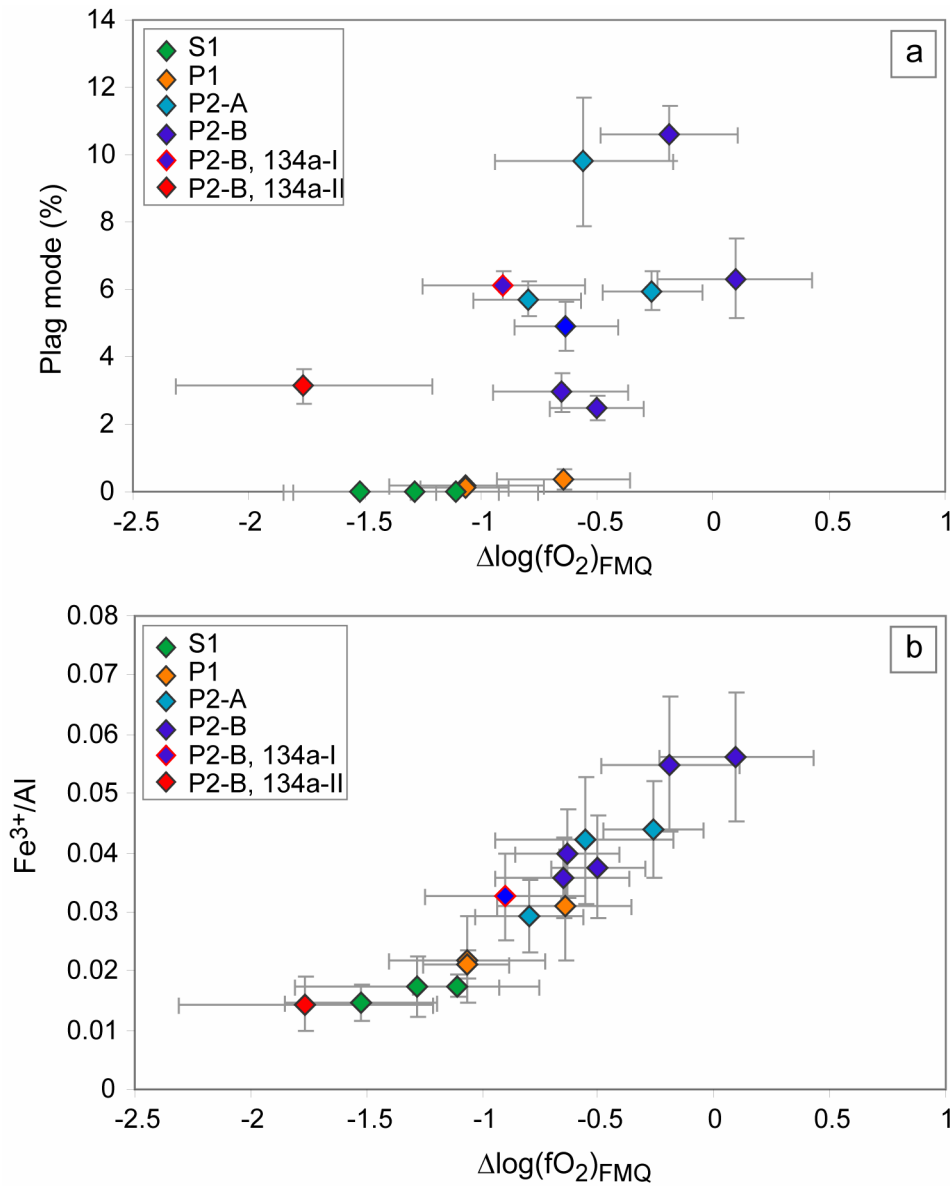 14
12
10
8
6
4
2
0
Plag mode (%)
S1
P1
P2-A
P2-B
P2-B, 134a-I
P2-B, 134a-II
a
-2.5 -2 -1.5 -1 -0.5 0 0.5 1
Δlog(fO2)FMQ
0.08
0.07
0.06
0.05
0.04
0.03
0.02
0.01
0
Fe3+/Al
S1
P1
P2-A
P2-B
P2-B, 134a-I
P2-B, 134a-II
b
-2.5 -2 -1.5 -1 -0.5 0 0.5 1
Δlog(fO2)FMQ